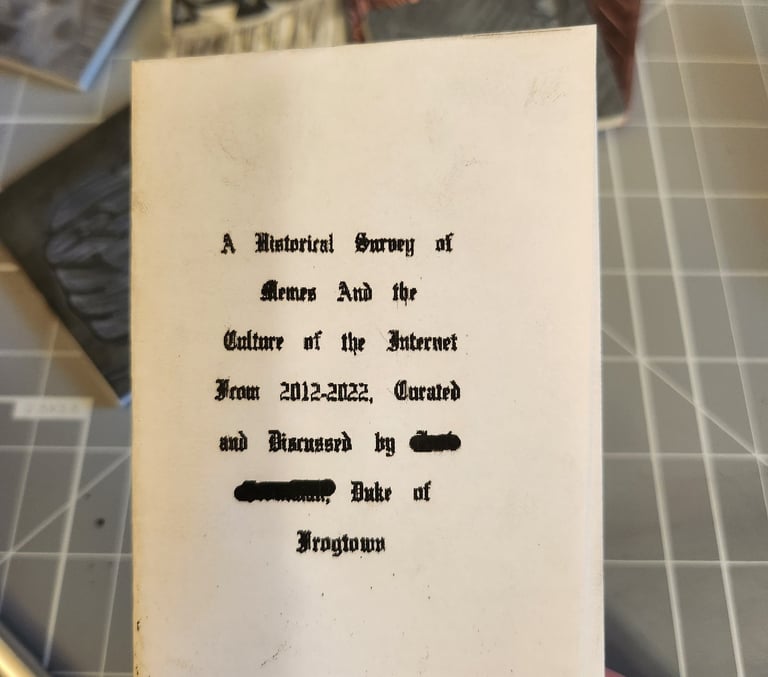 A Historical Survey of
Memes And the
Culture of the Internet
From 2012-2022, Curated
and Discussed by
Duke of
Frogtown